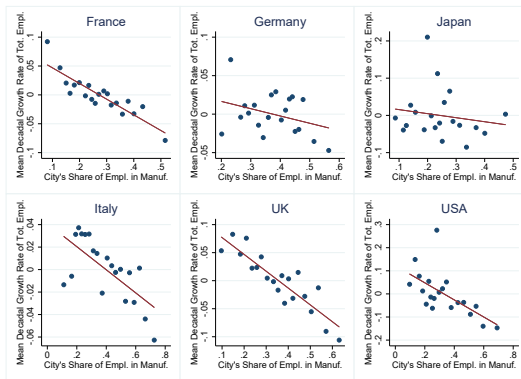 France
Mean Decadal Growth Rate of Tot. Empl.
.1
.05
0
-.05
-.1
.1 .2 .3 .4 .5
City's Share of Empl. in Manuf.
Germany
Mean Decadal Growth Rate of Tot. Empl.
.1
.05
0
-.05
.2 .3 .4 .5 .6
City's Share of Empl. in Manuf.
Japan
Mean Decadal Growth Rate of Tot. Empl.
.2
.1
0
-.1
.1 .2 .3 .4 .5
City's Share of Empl. in Manuf.
Italy
Mean Decadal Growth Rate of Tot. Empl.
.04
.02
0
-.02
-.04
-.06
0 .2 .4 .6 .8
City's Share of Empl. in Manuf.
UK
Mean Decadal Growth Rate of Tot. Empl.
.1
.05
0
-.05
-.1
.1 .2 .3 .4 .5 .6
City's Share of Empl. in Manuf.
USA
Mean Decadal Growth Rate of Tot. Empl.
.3
.2
.1
0
-.1
-.2
0 .2 .4 .6 .8
City's Share of Empl. in Manuf.